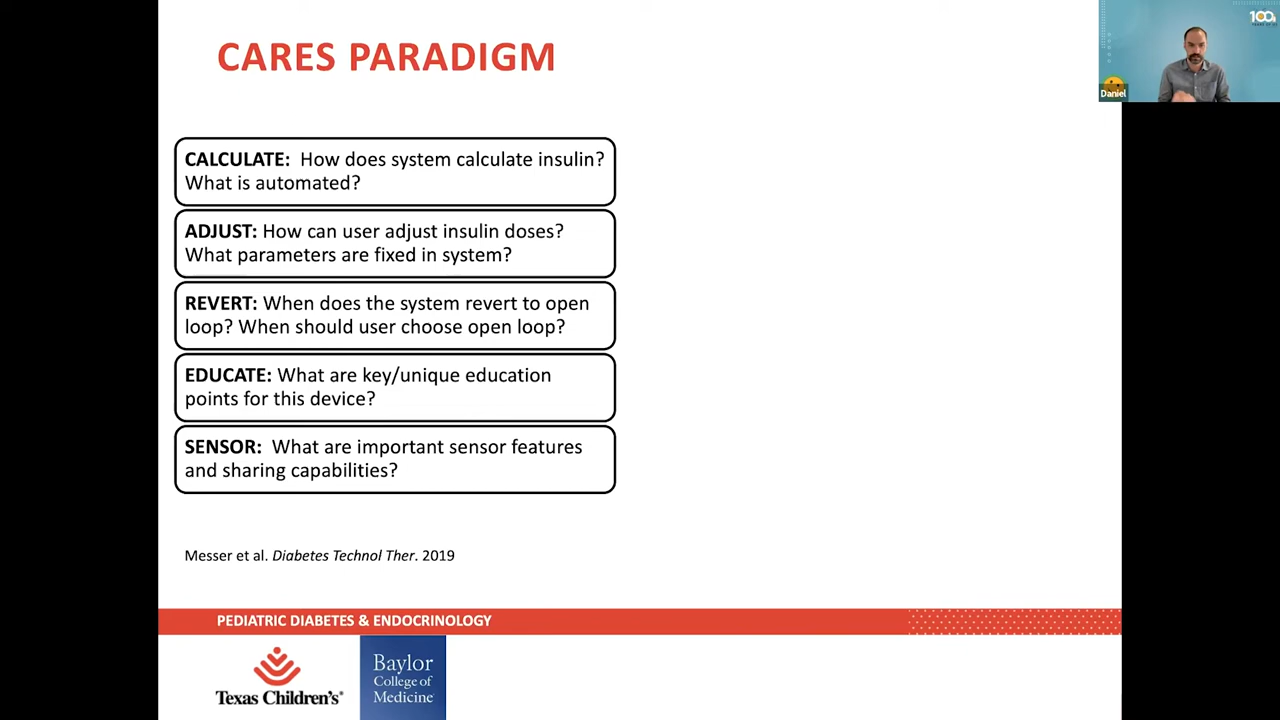 CARES PARADIGM
100
Daniel
CALCULATE: How does system calculate insulin?
What is automated?
ADJUST: How can user adjust insulin doses?
What parameters are fixed in system?
REVERT: When does the system revert to open
loop? When should user choose open loop?
EDUCATE: What are key/unique education
points for this device?
SENSOR: What are important sensor features
and sharing capabilities?
Messer et al. Diabetes Technol Ther. 2019
PEDIATRIC DIABETES & ENDOCRINOLOGY
Texas Children's®
Baylor
College of
Medicine